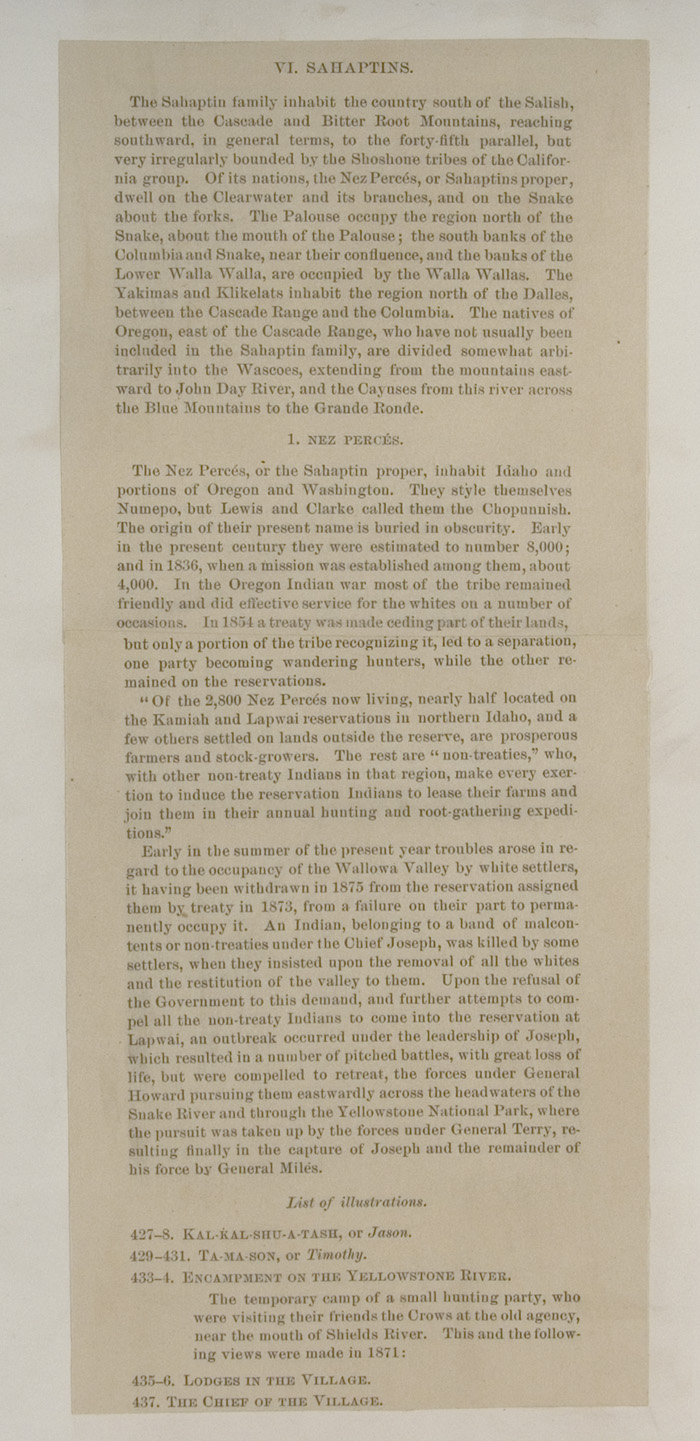 VI. SAHAPTINS.
The Sahaptin family inhabit the country south of the Salish,
between the Cascade and Bitter Root Mountains, reaching
southward, in general terms, to the forty-fifth parallel, but
very irregularly bounded by the Shoshone tribes of the Califor-
nia group. Of its nations, the Nez Percés, or Sahaptins proper,
dwell on the Clearwater and its branches, and on the Snake
about the forks. The Palouse occupy the region north of the
Snake, about the mouth of the Palouse; the south banks of the
Columbia and Snake, near their confluence, and the banks of the
Lower Walla Walla, are occupied by the Walla Wallas. The
Yakimas and Klikelats inhabit the region north of the Dalles,
between the Cascade Range and the Columbia. The natives of
Oregon, east of the Cascade Range, who have not usually been
included in the Sahaptin family, are divided somewhat arbi-
trarily into the Wascoes, extending from the mountains east-
ward to John Day River, and the Cayuses from this river across
the Blue Mountains to the Grande Ronde.
1. NEZ PERCÉS.
The Nez Percés, or the Sahaptin proper, inhabit Idaho and
portions of Oregon and Washington. They style themselves
Numepo, but Lewis and Clarke called them the Chopunnish.
The origin of their present name is buried in obscurity. Early
in the present century they were estimated to number 8,000;
and in 1836, when a mission was established among them, about
4,000. In the Oregon Indian war most of the tribe remained
friendly and did effective service for the whites on a number of
occasions. In 1854 a treaty was made ceding part of their lands,
but only a portion of the tribe recognizing it, led to a separation,
one party becoming wandering hunters, while the other re-
mained on the reservations.
"Of the 2,800 Nez Percés now living, nearly half located on
the Kamiah and Lapwai reservations in northern Idaho, and a
few others settled on lands outside the reserve, are prosperous
farmers and stock-growers. The rest are "non-treaties," who,
with other non-treaty Indians in that region, make every exer-
tion to induce the reservation Indians to lease their farms and
join them in their annual hunting and root-gathering expedi-
tions."
Early in the summer of the present year troubles arose in re-
gard to the occupancy of the Wallowa Valley by white settlers,
it having been withdrawn in 1875 from the reservation assigned
them by treaty in 1873, from a failure on their part to perma-
nently occupy it. An Indian, belonging to a band of malcon-
tents or non-treaties under the Chief Joseph, was killed by some
settlers, when they insisted upon the removal of all the whites
and the restitution of the valley to them. Upon the refusal of
the Government to this demand, and further attempts to com-
pel all the non-treaty Indians to come into the reservation at
Lapwai, an outbreak occurred under the leadership of Joseph,
which resulted in a number of pitched battles, with great loss of
life, but were compelled to retreat, the forces under General
Howard pursuing them eastwardly across the headwaters of the
Snake River and through the Yellowstone National Park, where
the pursuit was taken up by the forces under General Terry, re-
sulting finally in the capture of Joseph and the remainder of
his force by General Miles.
List of illustrations.
427-8. KAL-KAL-SHU-A-TASH, or Jason.
429-431. TA-MA-SON, or Timothy.
433-4. ENCAMPMENT ON THE YELLOWSTONE RIVER.
The temporary camp of a small hunting party, who
were visiting their friends the Crows at the old agency,
near the mouth of Shields River. This and the follow-
ing views were made in 1871:
435-6. LODGES IN THE VILLAGE.
437. THE CHIEF OF THE VILLAGE.